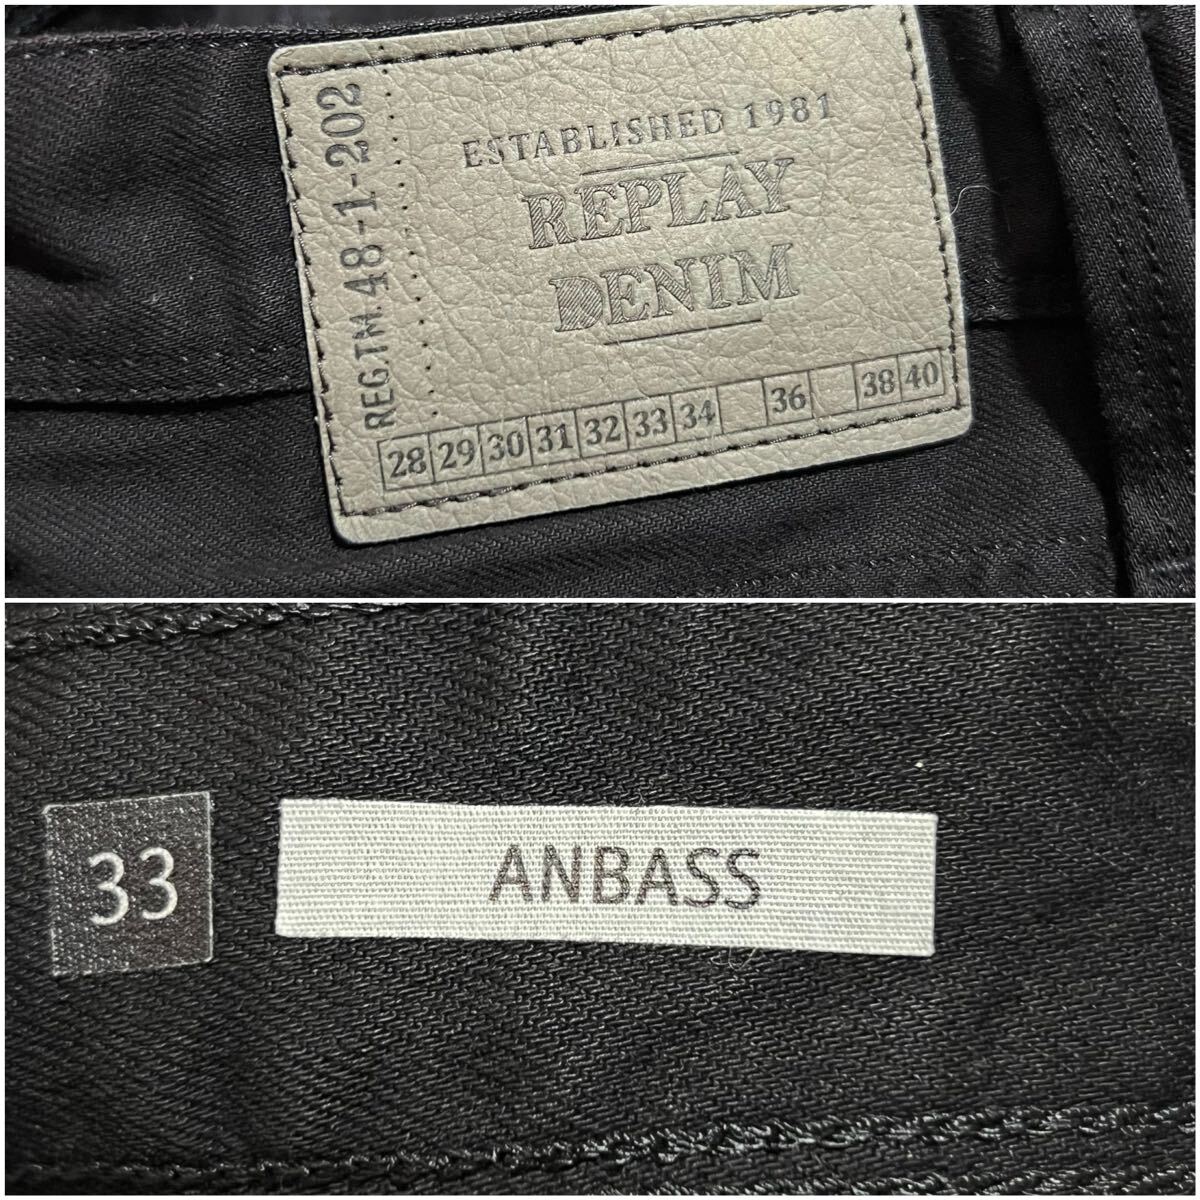 ESTABLISHED 1981
REPLAY
DENIM
REG.TM.48-1-202
28 29 30 31 32 33 34 36 38 40
33
ANBASS